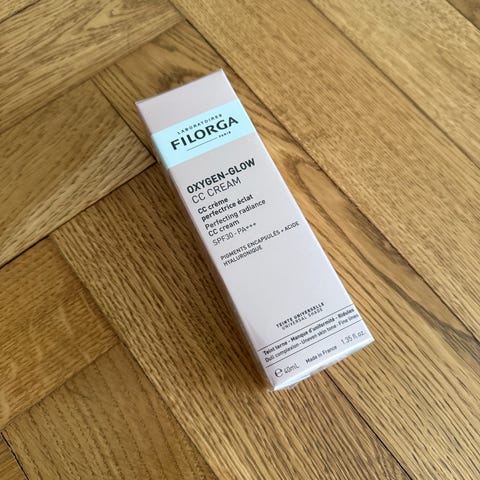 LABORATOIRES
FILORGA
PARIS
OXYGEN-GLOW
CC CREAM
CC crème
perfectrice éclat
Perfecting radiance
CC cream
SPF30 - PA+++
PIGMENTS ENCAPSULÉS + ACIDE
HYALURONIQUE
TEINTE UNIVERSELLE
UNIVERSAL SHADE
Teint terne - Manque d'uniformité - Ridules
Dull complexion - Uneven skin tone - Fine lines
℮ 40mL Made in France 1.35 fl.oz.